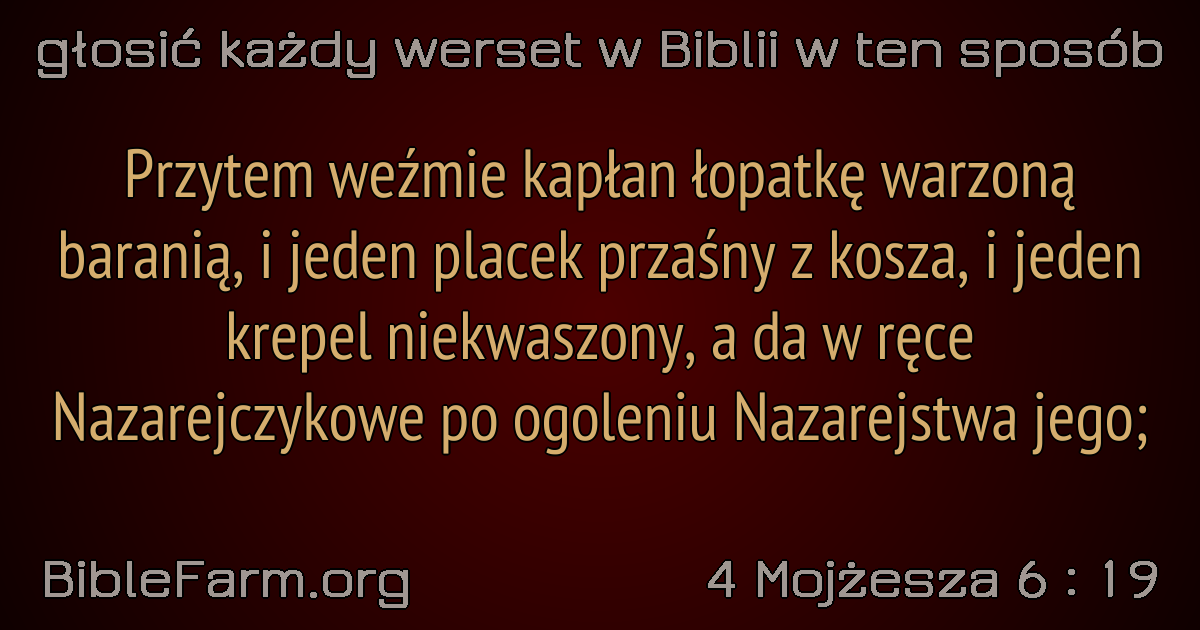 głosić każdy werset w Biblii w ten sposób
Przytem weźmie kapłan łopatkę warzoną
baranią, i jeden placek przaśny z kosza, i jeden
krepel niekwaszony, a da w ręce
Nazarejczykowe po ogoleniu Nazarejstwa jego;
BibleFarm.org
4 Mojżesza 6 : 19